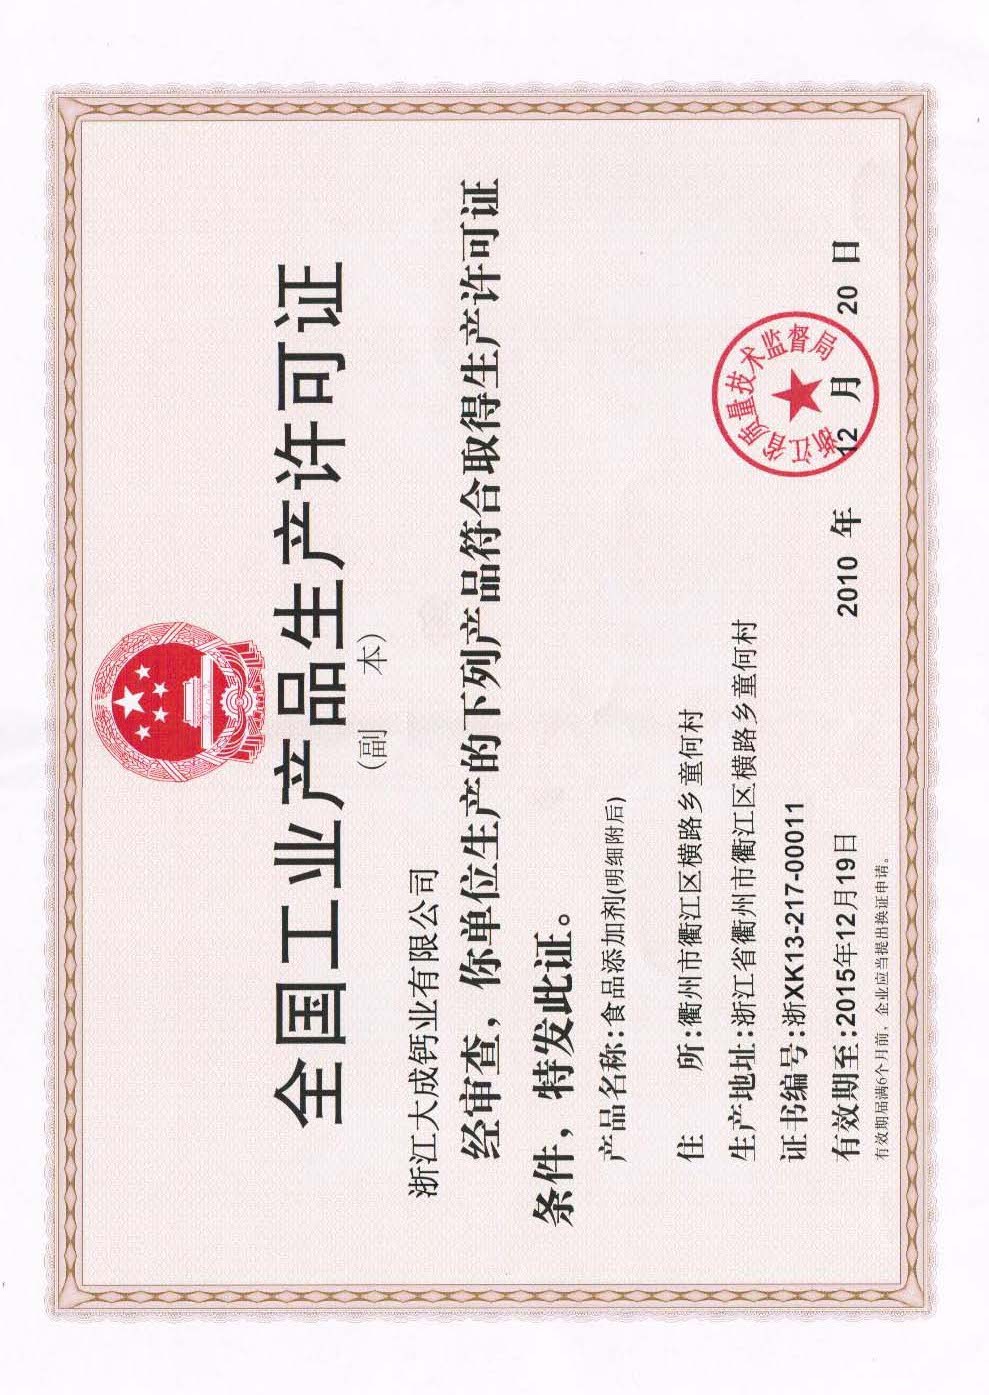 全国工业产品生产许可证
(副 本)
浙江大成钙业有限公司
经审查，你单位生产的下列产品符合取得生产许可证
条件，特发此证。
产品名称:食品添加剂(明细附后)
住 所:衢州市衢江区横路乡童何村
生产地址:浙江省衢州市衢江区横路乡童何村
证书编号:浙XK13-217-00011
有效期至:2015年12月19日
有效期届满6个月前，企业应当提出换证申请。
浙江省质量技术监督局
2010 年 12 月 20 日